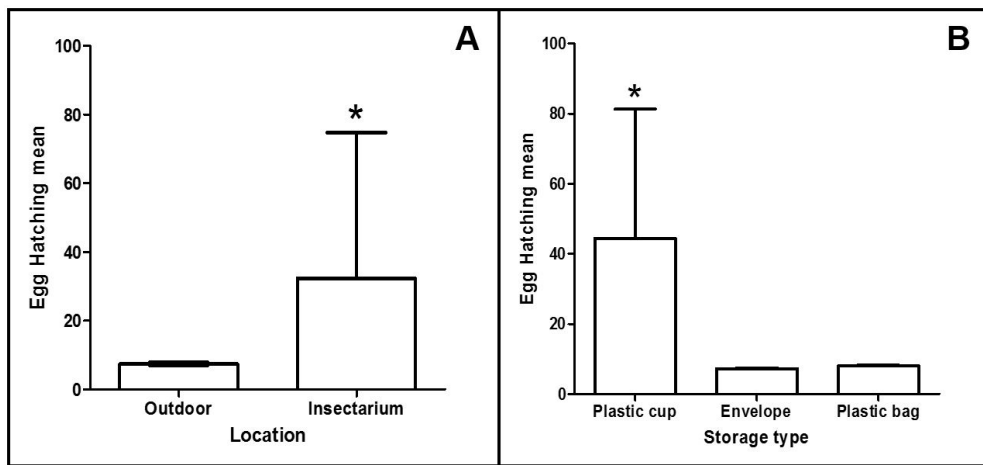 A
Egg Hatching mean
100
80
60
40
20
0
*
Outdoor Insectarium
Location
B
Egg Hatching mean
100
80
60
40
20
0
*
Plastic cup Envelope Plastic bag
Storage type